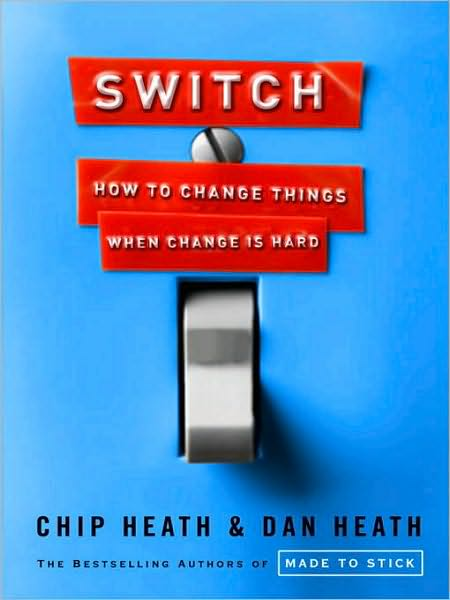 SWITCH
HOW TO CHANGE THINGS
WHEN CHANGE IS HARD
CHIP HEATH & DAN HEATH
THE BESTSELLING AUTHORS OF MADE TO STICK